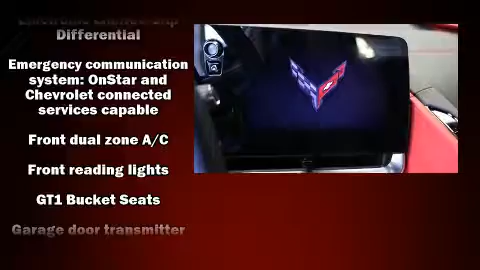 Differential
Emergency communication
system: OnStar and
Chevrolet connected
services capable
Front dual zone A/C
Front reading lights
GT1 Bucket Seats
Garage door transmitter